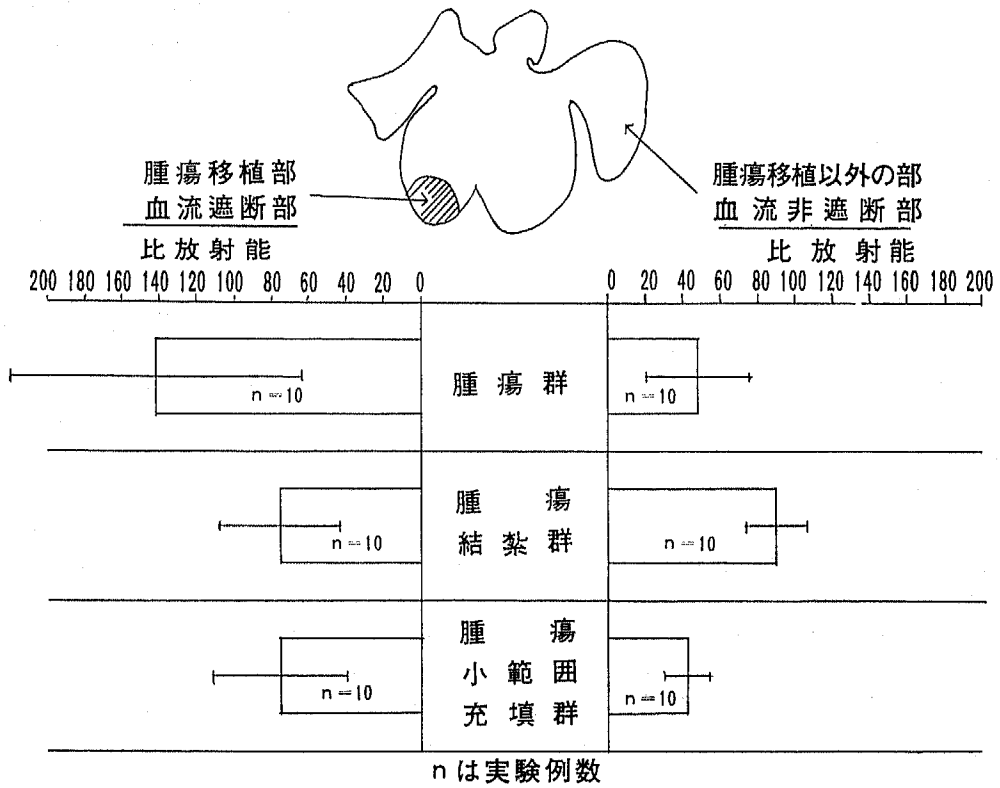 腫瘍移植部
血流遮断部
比放射能
腫瘍移植以外の部
血流非遮断部
比放射能
200 180 160 140 120 100 80 60 40 20 0
0 20 40 60 80 100 120 140 160 180 200
n=10
腫瘍群
n=10
n=10
腫瘍
結紮群
n=10
n=10
腫瘍
小範囲
充填群
n=10
nは実験例数